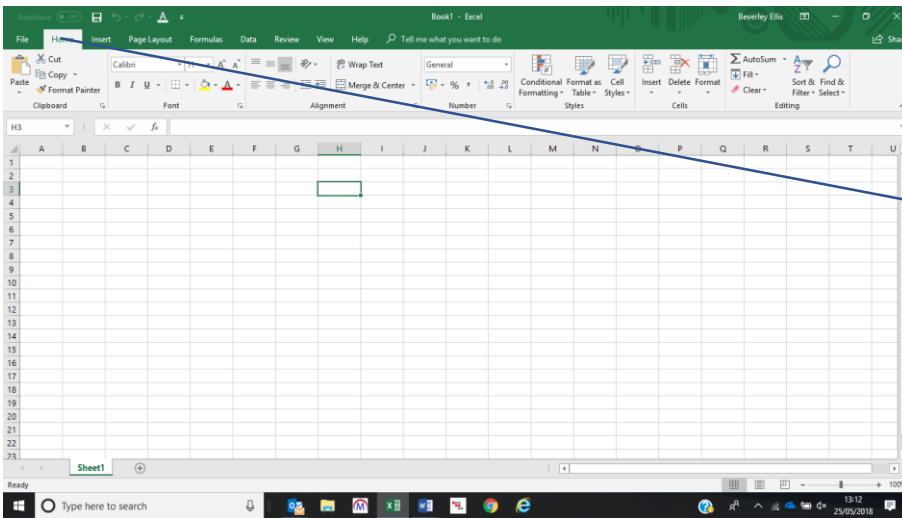 AutoSave Off Book1 - Excel Beverley Ellis
File Home Insert Page Layout Formulas Data Review View Help Tell me what you want to do Sha
Paste Cut Copy Format Painter
Clipboard
Calibri 11 A A
B I U A
Font
Wrap Text
Merge & Center
Alignment
General
% ,
Number
Conditional Formatting Format as Table Cell Styles
Styles
Insert Delete Format
Cells
AutoSum
Fill
Clear
Sort & Filter Find & Select
Editing
H3 fx
A B C D E F G H I J K L M N O P Q R S T U
1
2
3
4
5
6
7
8
9
10
11
12
13
14
15
16
17
18
19
20
21
22
23
Sheet1
Ready 100
Type here to search 13:12
25/05/2018